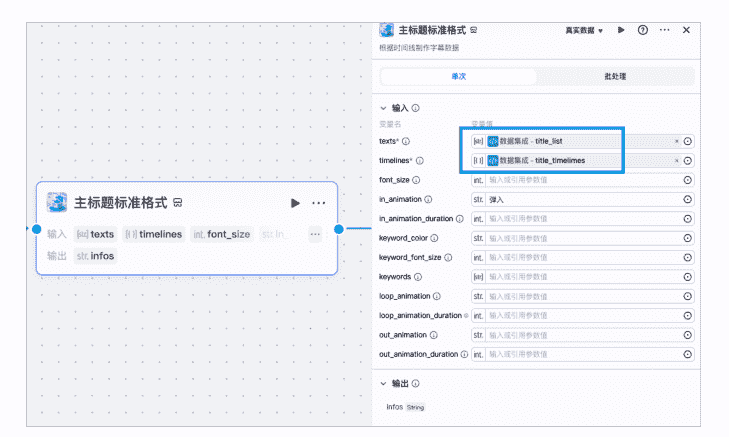 主标题标准格式
输入 [str] texts [{}] timelines int. font_size str. in_ ...
输出 str. infos
主标题标准格式 真实数据
根据时间线制作字幕数据
单次 批处理
输入
变量名 变量值
texts* [str] 数据集成 - title_list
timelines* [{}] 数据集成 - title_timelimes
font_size int. 输入或引用参数值
in_animation str. 弹入
in_animation_duration int. 输入或引用参数值
keyword_color str. 输入或引用参数值
keyword_font_size int. 输入或引用参数值
keywords [str] 输入或引用参数值
loop_animation str. 输入或引用参数值
loop_animation_duration int. 输入或引用参数值
out_animation str. 输入或引用参数值
out_animation_duration int. 输入或引用参数值
输出
infos String